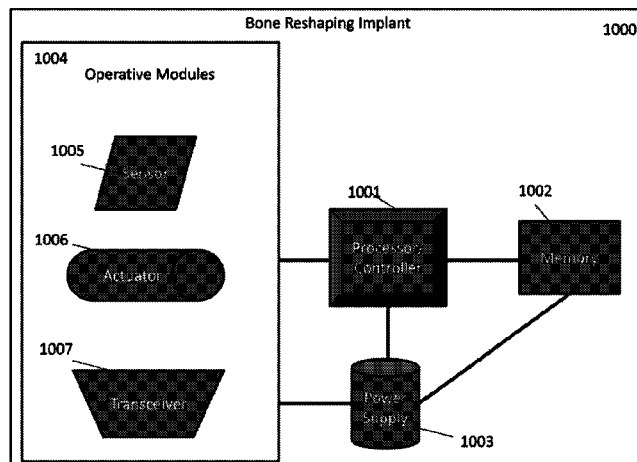 Bone Reshaping Implant
1000
1004
Operative Modules
1005
Sensor
1001
1002
1006
Processor,
Controller
Memory
Actuator
1007
Transceiver
Power
Supply
1003